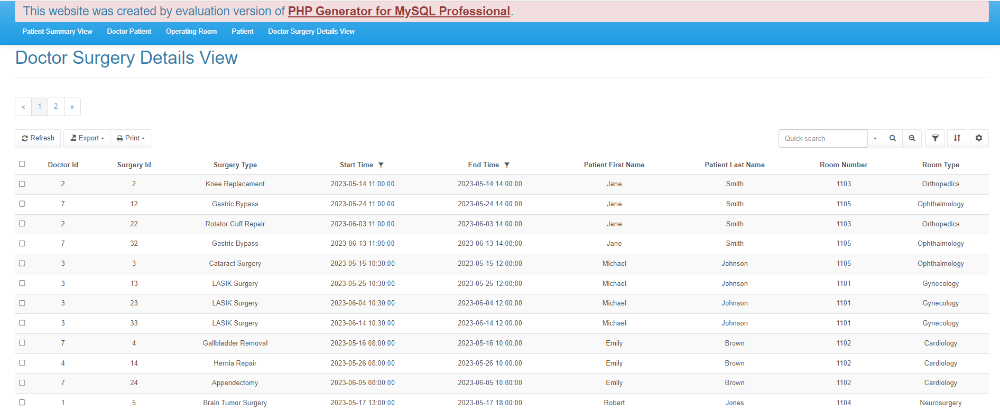 This website was created by evaluation version of PHP Generator for MySQL Professional.
Patient Summary View Doctor Patient Operating Room Patient Doctor Surgery Details View
Doctor Surgery Details View
« 1 2 »
Refresh Export Print Quick search
Doctor Id Surgery Id Surgery Type Start Time End Time Patient First Name Patient Last Name Room Number Room Type
2 2 Knee Replacement 2023-05-14 11:00:00 2023-05-14 14:00:00 Jane Smith 1103 Orthopedics
7 12 Gastric Bypass 2023-05-24 11:00:00 2023-05-24 14:00:00 Jane Smith 1105 Ophthalmology
2 22 Rotator Cuff Repair 2023-06-03 11:00:00 2023-06-03 14:00:00 Jane Smith 1103 Orthopedics
7 32 Gastric Bypass 2023-06-13 11:00:00 2023-06-13 14:00:00 Jane Smith 1105 Ophthalmology
3 3 Cataract Surgery 2023-05-15 10:30:00 2023-05-15 12:00:00 Michael Johnson 1105 Ophthalmology
3 13 LASIK Surgery 2023-05-25 10:30:00 2023-05-25 12:00:00 Michael Johnson 1101 Gynecology
3 23 LASIK Surgery 2023-06-04 10:30:00 2023-06-04 12:00:00 Michael Johnson 1101 Gynecology
3 33 LASIK Surgery 2023-06-14 10:30:00 2023-06-14 12:00:00 Michael Johnson 1101 Gynecology
7 4 Gallbladder Removal 2023-05-16 08:00:00 2023-05-16 10:00:00 Emily Brown 1102 Cardiology
4 14 Hernia Repair 2023-05-26 08:00:00 2023-05-26 10:00:00 Emily Brown 1102 Cardiology
7 24 Appendectomy 2023-06-05 08:00:00 2023-06-05 10:00:00 Emily Brown 1102 Cardiology
1 5 Brain Tumor Surgery 2023-05-17 13:00:00 2023-05-17 18:00:00 Robert Jones 1104 Neurosurgery